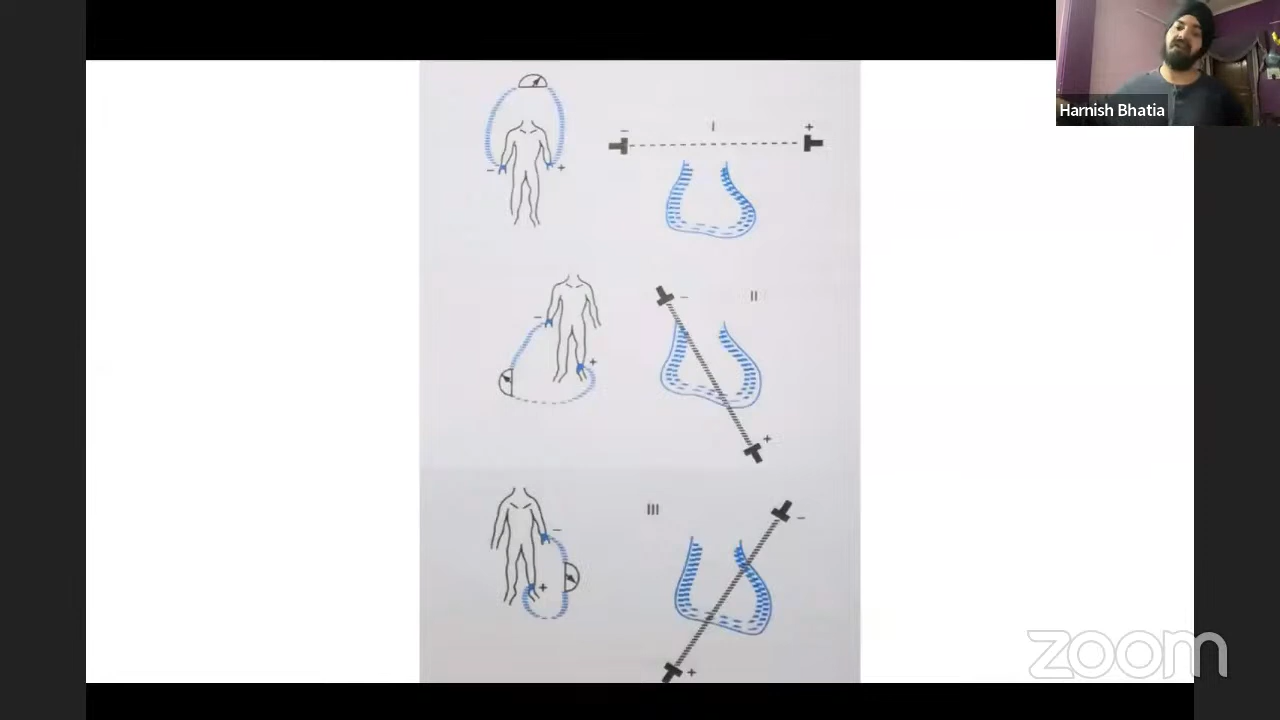 Harnish Bhatia
- I +
- +
- II
- +
+
III -
- +
+
zoom